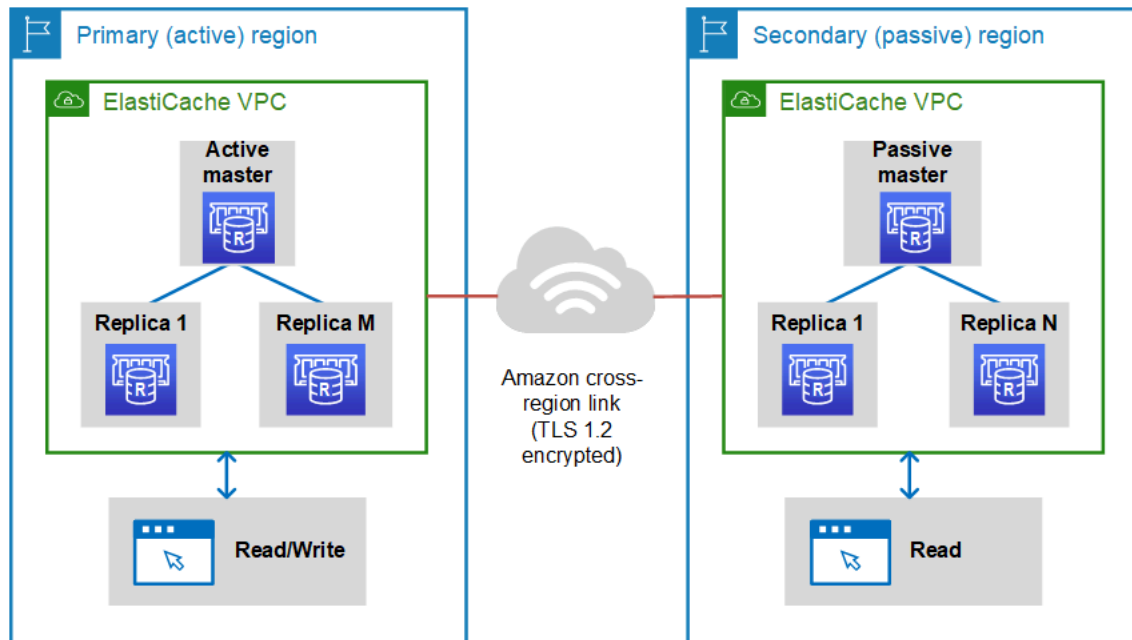 Primary (active) region
ElastiCache VPC
Active
master
R
Replica 1
R
Replica M
R
Read/Write
Amazon cross-
region link
(TLS 1.2
encrypted)
Secondary (passive) region
ElastiCache VPC
Passive
master
R
Replica 1
R
Replica N
R
Read